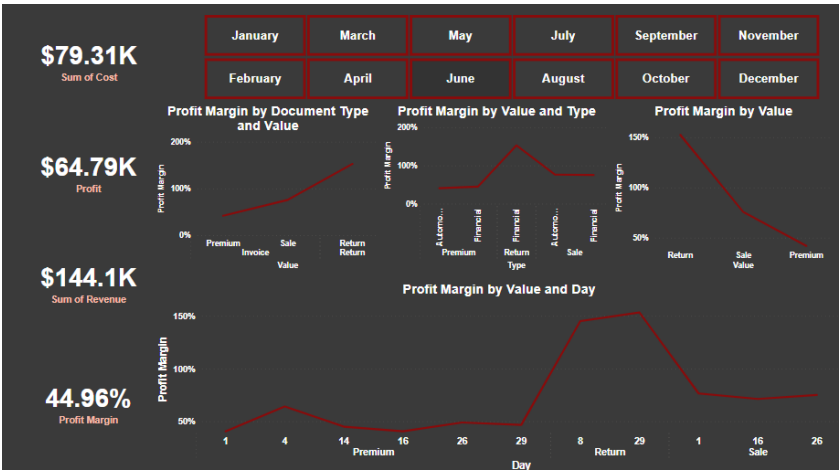 $79.31K
Sum of Cost
$64.79K
Profit
$144.1K
Sum of Revenue
44.96%
Profit Margin
January March May July September November
February April June August October December
Profit Margin by Document Type
and Value
Profit Margin
200%
100%
0%
Premium Sale Return
Invoice Return
Value
Profit Margin by Value and Type
Profit Margin
200%
100%
0%
Automo... Financial Financial Automo... Financial
Premium Return Sale
Type
Profit Margin by Value
Profit Margin
150%
100%
50%
Return Sale Premium
Value
Profit Margin by Value and Day
Profit Margin
150%
100%
50%
1 4 14 16 26 29 8 29 1 16 26
Premium Return Sale
Day